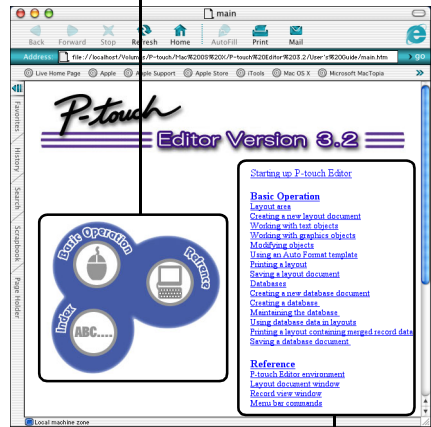 main
Back Forward Stop Refresh Home AutoFill Print Mail
Address: file://localhost/Volumes/P-touch/Mac%20OS%20X/P-touch%20Editor%203.2/User's%20Guide/main.htm go
Live Home Page Apple Apple Support Apple Store iTools Mac OS X Microsoft MacTopia
Favorites
History
Search
Scrapbook
Page Holder
P-touch
Editor Version 3.2
Basic Operation
Refrence
Index
ABC....
Starting up P-touch Editor
Basic Operation
Layout area
Creating a new layout document
Working with text objects
Working with graphics objects
Modifying objects
Using an Auto Format template
Printing a layout
Saving a layout document
Databases
Creating a new database document
Creating a database
Maintaining the database
Using database data in layouts
Printing a layout containing merged record data
Saving a database document
Reference
P-touch Editor environment
Layout document window
Record view window
Menu bar commands
Local machine zone